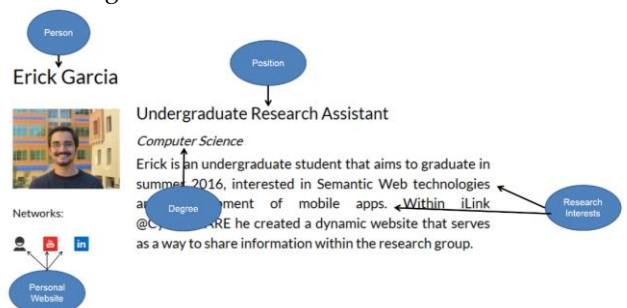 Person
Erick Garcia
Position
Undergraduate Research Assistant
Computer Science
Erick is an undergraduate student that aims to graduate in
summer 2016, interested in Semantic Web technologies
ment of mobile apps. Within iLink
he created a dynamic website that serves
as a way to share information within the research group.
Degree
Research
Interests
Networks:
in
Personal
Website